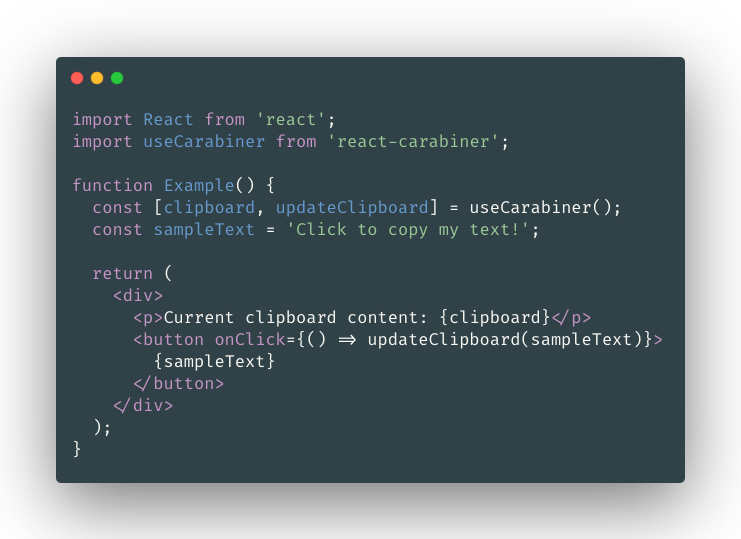 import React from 'react';
import useCarabiner from 'react-carabiner';

function Example() {
  const [clipboard, updateClipboard] = useCarabiner();
  const sampleText = 'Click to copy my text!';

  return (
    <div>
      <p>Current clipboard content: {clipboard}</p>
      <button onClick={() => updateClipboard(sampleText)}>
        {sampleText}
      </button>
    </div>
  );
}